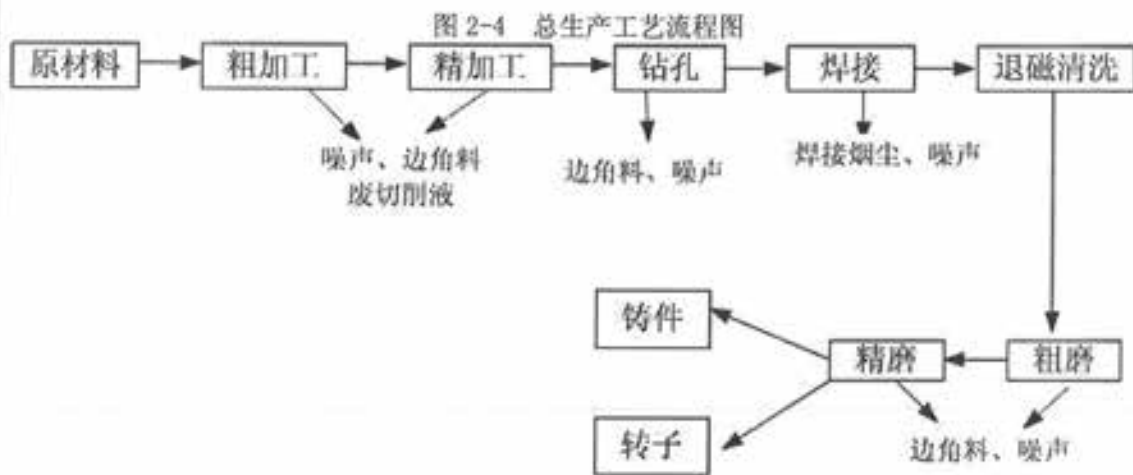 图 2-4 总生产工艺流程图
原材料
粗加工
精加工
钻孔
焊接
退磁清洗
噪声、边角料
废切削液
边角料、噪声
焊接烟尘、噪声
铸件
精磨
粗磨
转子
边角料、噪声